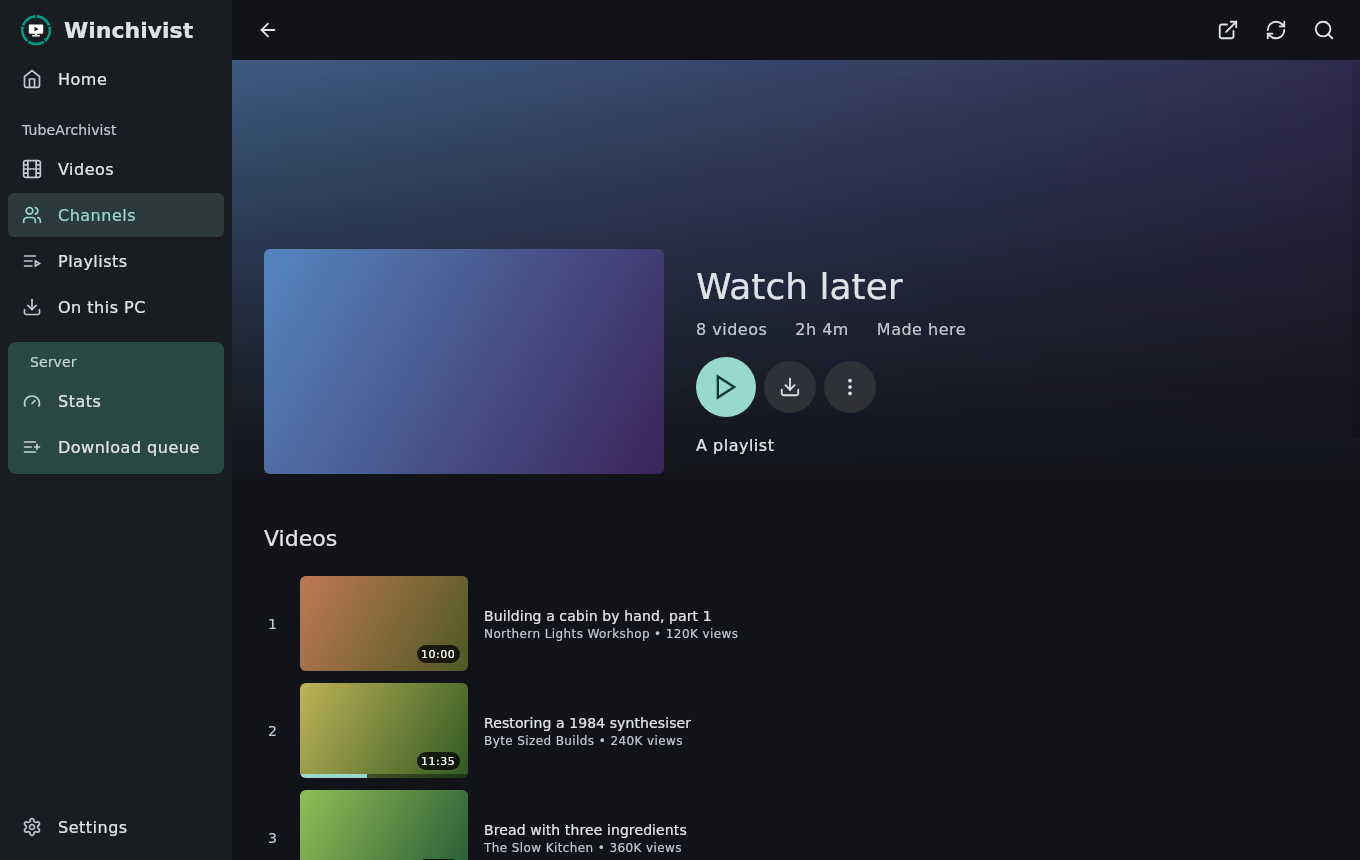 Winchivist
Home
TubeArchivist
Videos
Channels
Playlists
On this PC
Server
Stats
Download queue
Settings
Watch later
8 videos 2h 4m Made here
A playlist
Videos
1
10:00
Building a cabin by hand, part 1
Northern Lights Workshop • 120K views
2
11:35
Restoring a 1984 synthesiser
Byte Sized Builds • 240K views
3
Bread with three ingredients
The Slow Kitchen • 360K views